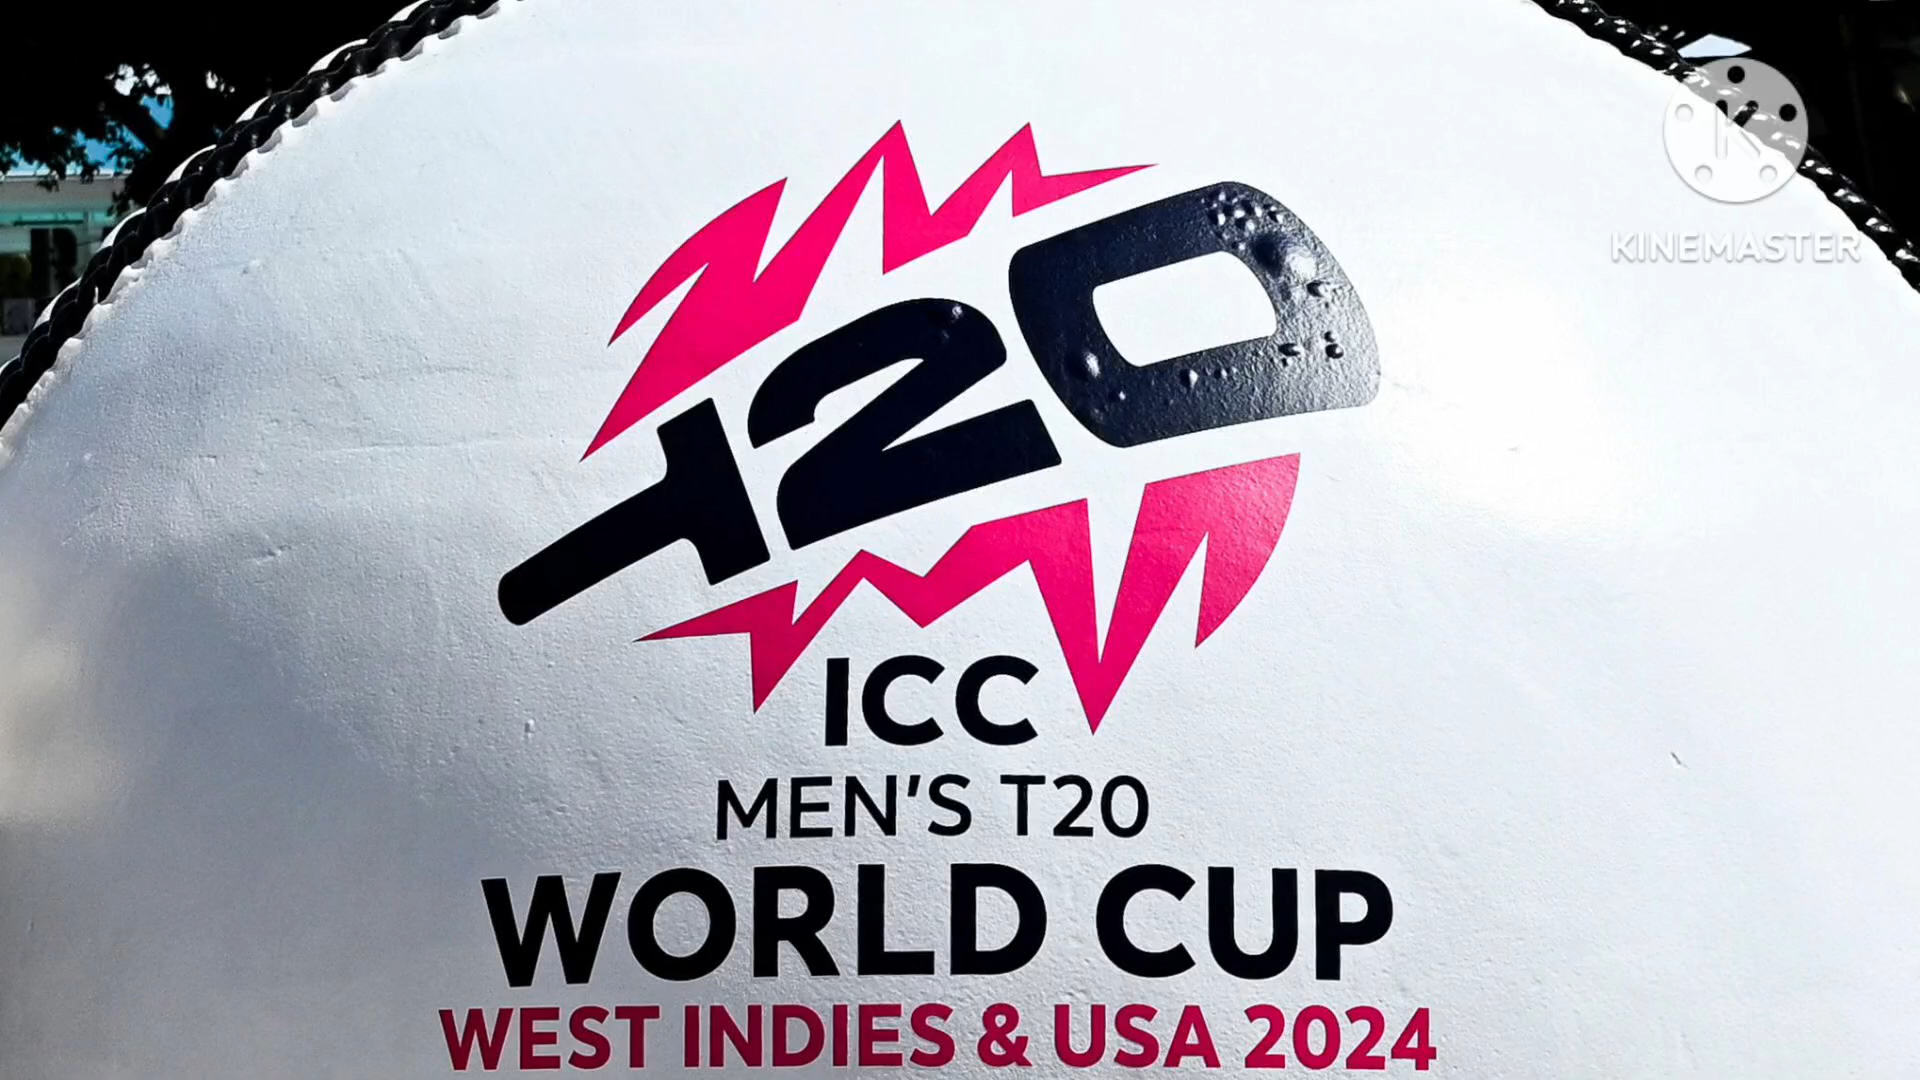 K
KINEMASTER
T20
ICC
MEN'S T20
WORLD CUP
WEST INDIES & USA 2024